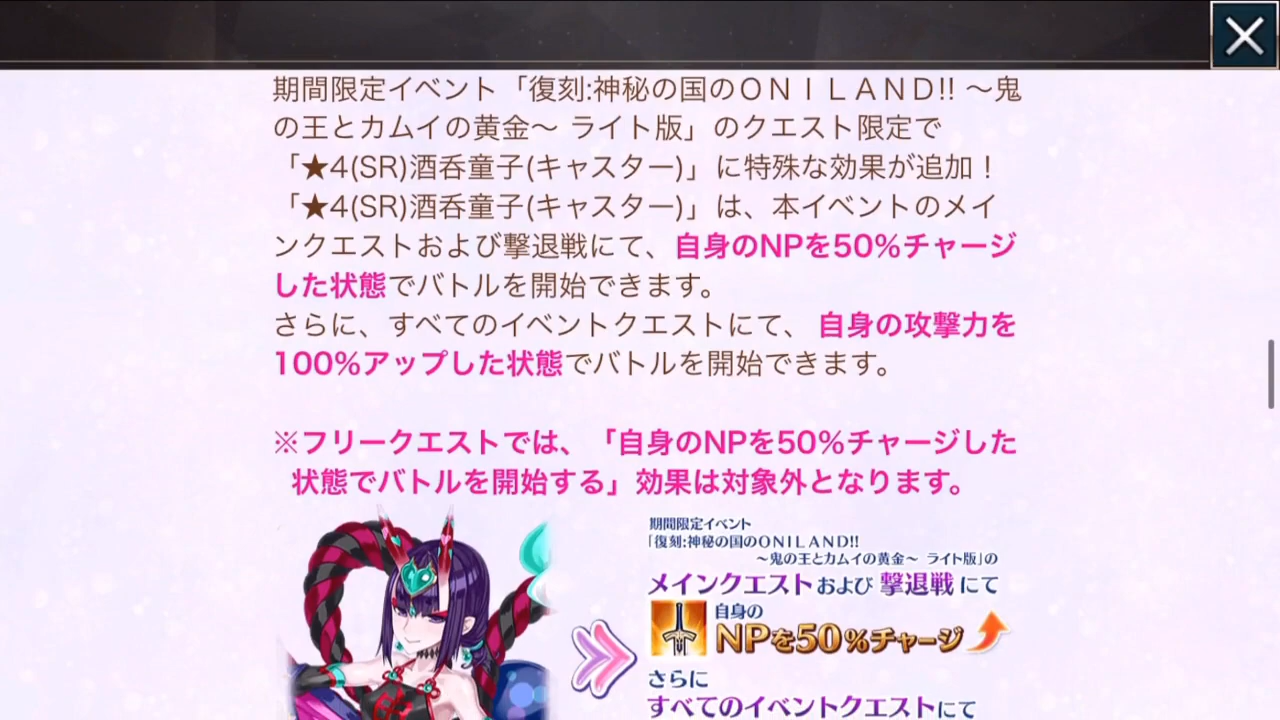 期間限定イベント「復刻:神秘の国のＯＮＩＬＡＮＤ!! ～鬼
の王とカムイの黄金～ ライト版」のクエスト限定で
「★4(SR)酒呑童子(キャスター)」に特殊な効果が追加！
「★4(SR)酒呑童子(キャスター)」は、本イベントのメイ
ンクエストおよび撃退戦にて、自身のNPを50%チャージ
した状態でバトルを開始できます。
さらに、すべてのイベントクエストにて、 自身の攻撃力を
100%アップした状態でバトルを開始できます。
※フリークエストでは、「自身のNPを50%チャージした
状態でバトルを開始する」効果は対象外となります。
期間限定イベント
「復刻:神秘の国のＯＮＩＬＡＮＤ!!
～鬼の王とカムイの黄金～ ライト版」の
メインクエストおよび 撃退戦 にて
自身の
NPを50%チャージ
さらに
すべてのイベントクエストにて